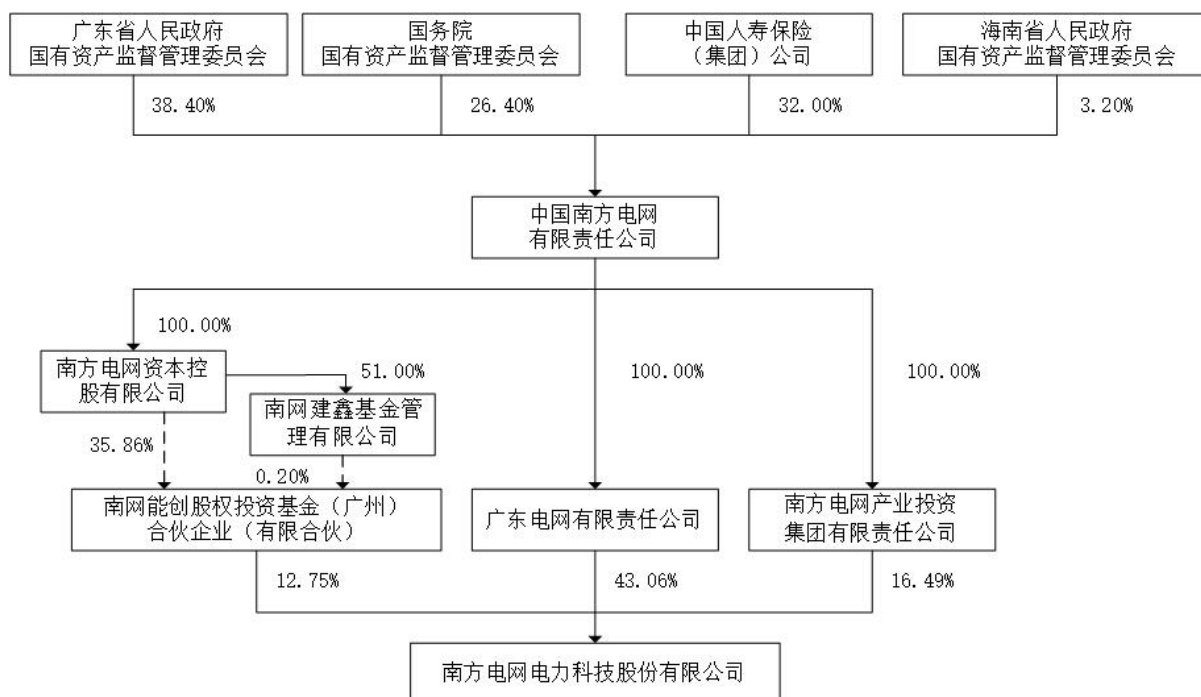 广东省人民政府
国有资产监督管理委员会
国务院
国有资产监督管理委员会
中国人寿保险
（集团）公司
海南省人民政府
国有资产监督管理委员会
38.40%
26.40%
32.00%
3.20%
中国南方电网
有限责任公司
100.00%
南方电网资本控
股有限公司
51.00%
100.00%
100.00%
南网建鑫基金管
理有限公司
35.86%
0.20%
南网能创股权投资基金（广州）
合伙企业（有限合伙）
广东电网有限责任公司
南方电网产业投资
集团有限责任公司
12.75%
43.06%
16.49%
南方电网电力科技股份有限公司